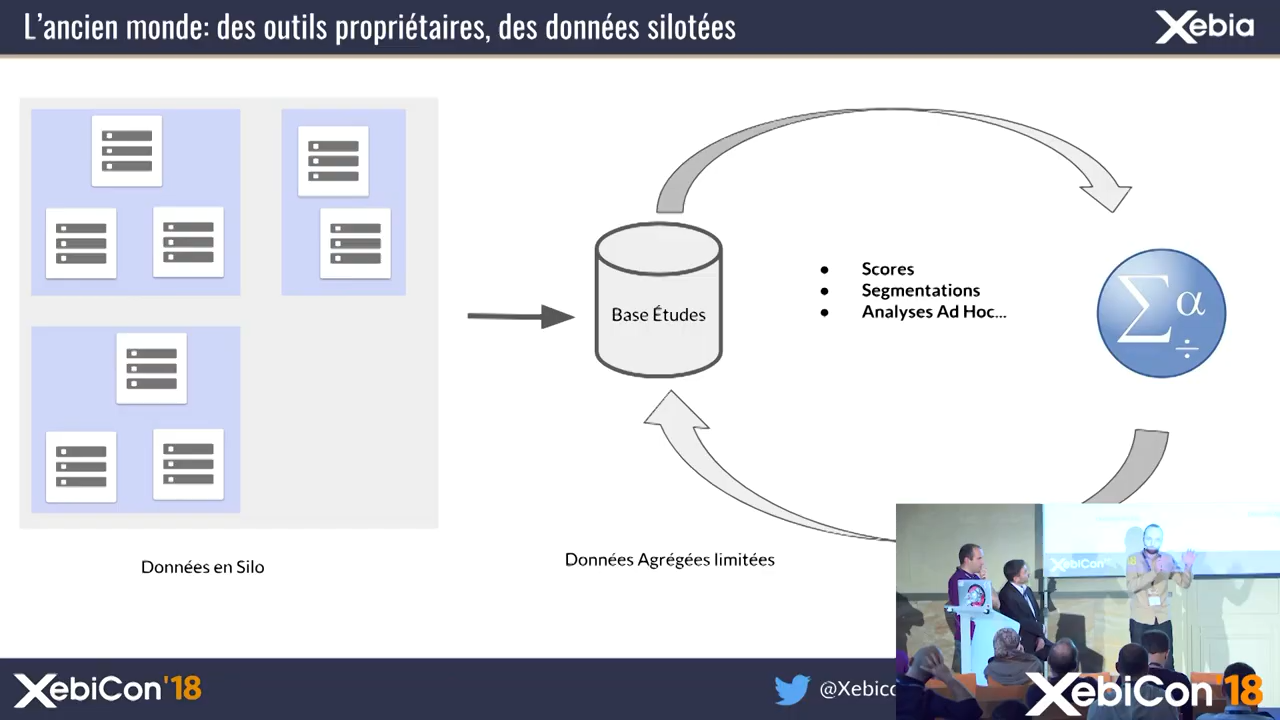 L’ancien monde: des outils propriétaires, des données silotées
Xebia
Base Études
● Scores
● Segmentations
● Analyses Ad Hoc...
Σ α ÷
Données en Silo
Données Agrégées limitées
XebiCon
XebiCon'18
@Xebicc
XebiCon '18